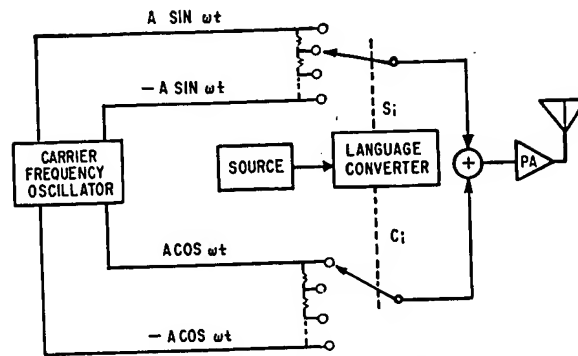 A SIN ωt
− A SIN ωt
CARRIER
FREQUENCY
OSCILLATOR
SOURCE
LANGUAGE
CONVERTER
Si
Ci
+
PA
A COS ωt
− A COS ωt